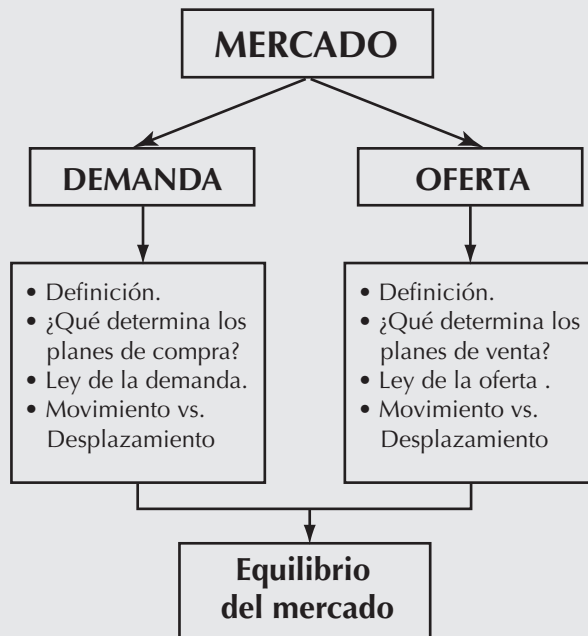 MERCADO
DEMANDA
OFERTA
• Definición.
• ¿Qué determina los
planes de compra?
• Ley de la demanda.
• Movimiento vs.
Desplazamiento
• Definición.
• ¿Qué determina los
planes de venta?
• Ley de la oferta .
• Movimiento vs.
Desplazamiento
Equilibrio
del mercado